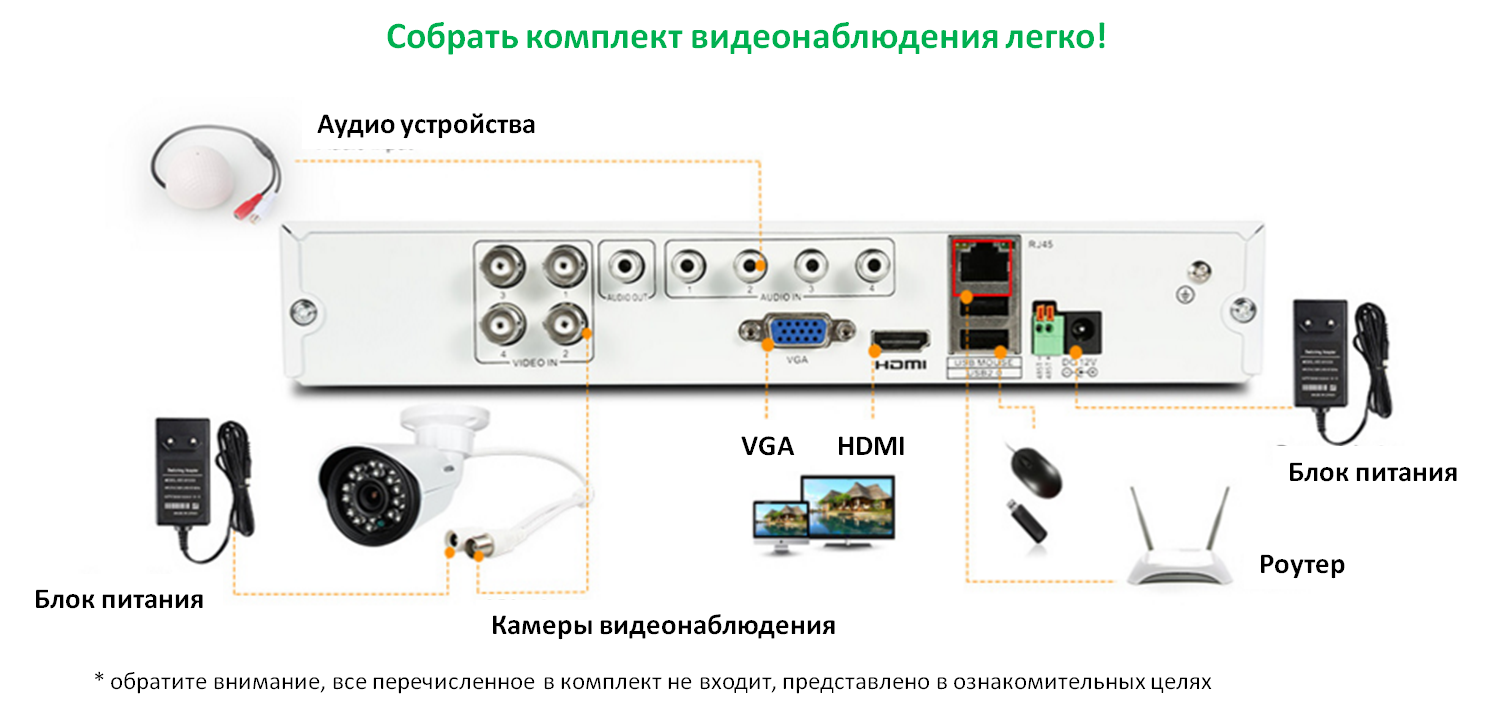 Собрать комплект видеонаблюдения легко!
Аудио устройства
RJ45
3
1
AUDIO OUT
1
2
3
4
AUDIO IN
4
2
VIDEO IN
VGA
HDMI
USB MOUSE
USB2.0
DC 12V
VGA
HDMI
Блок питания
Роутер
Блок питания
Камеры видеонаблюдения
* обратите внимание, все перечисленное в комплект не входит, представлено в ознакомительных целях